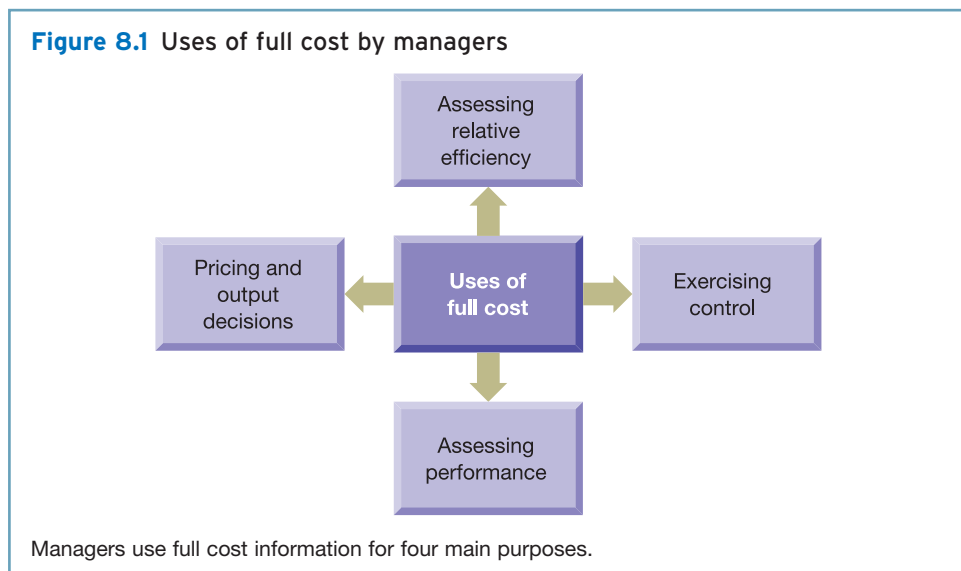 Figure 8.1 Uses of full cost by managers
Assessing
relative
efficiency
Pricing and
output
decisions
Uses of
full cost
Exercising
control
Assessing
performance
Managers use full cost information for four main purposes.